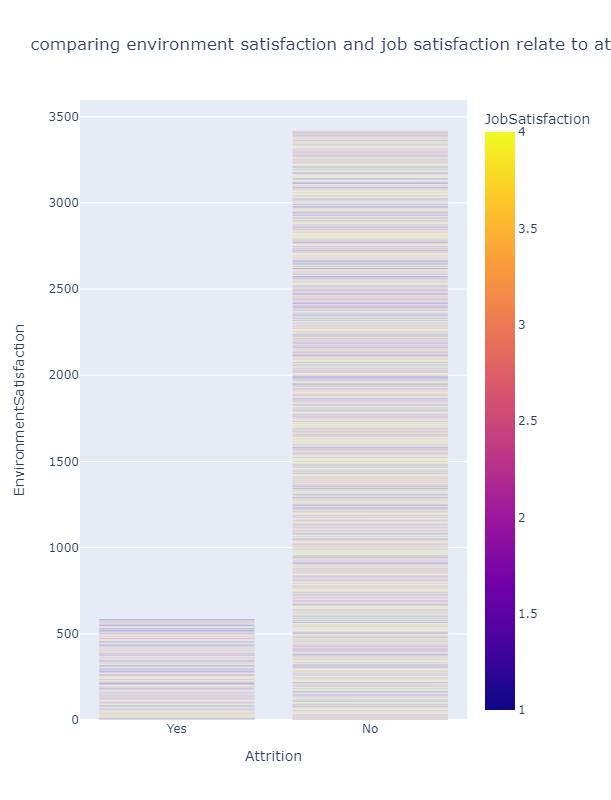 comparing environment satisfaction and job satisfaction relate to at
JobSatisfaction
4
3.5
3
2.5
2
1.5
1
3500
3000
2500
2000
1500
1000
500
0
EnvironmentSatisfaction
Yes
No
Attrition